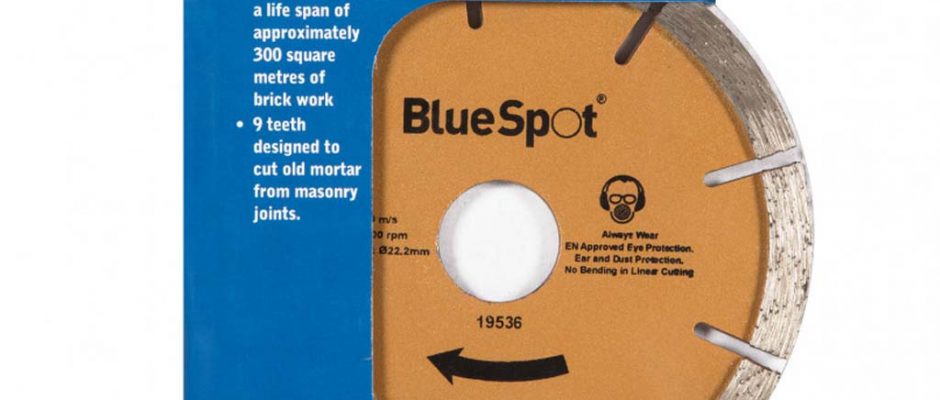 a life span of
approximately
300 square
metres of
brick work
• 9 teeth
designed to
cut old mortar
from masonry
joints.
BlueSpot®
m/s
rpm
Ø22.2mm
Always Wear
EN Approved Eye Protection.
Ear and Dust Protection.
No Bending in Linear Cutting
19536